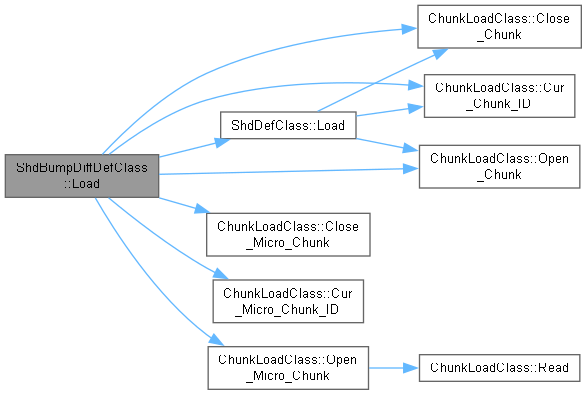 ChunkLoadClass::Close
_Chunk
ChunkLoadClass::Cur
_Chunk_ID
ShdDefClass::Load
ShdBumpDiffDefClass
::Load
ChunkLoadClass::Open
_Chunk
ChunkLoadClass::Close
_Micro_Chunk
ChunkLoadClass::Cur
_Micro_Chunk_ID
ChunkLoadClass::Open
_Micro_Chunk
ChunkLoadClass::Read